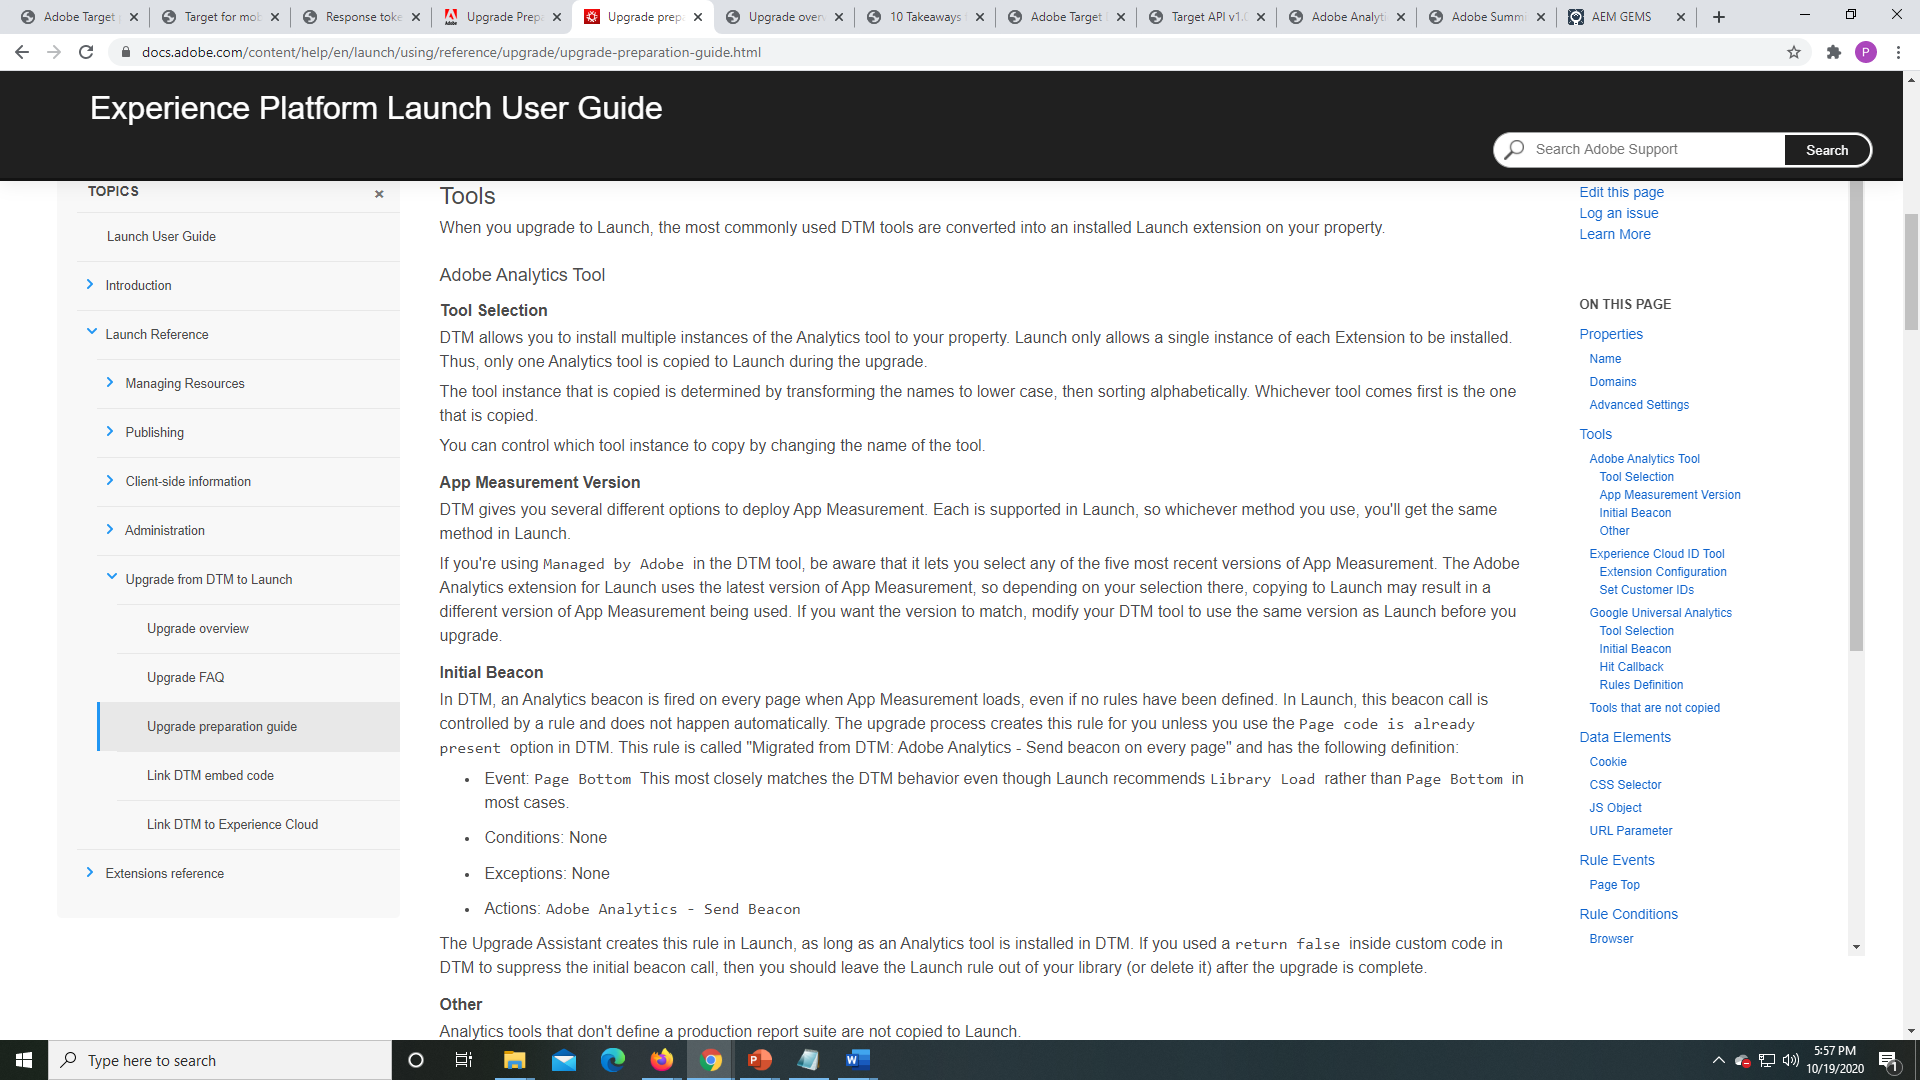 Adobe Target
Target for mob
Response toke
Upgrade Prepa
Upgrade prepa
Upgrade overv
10 Takeaways
Adobe Target
Target API v1.
Adobe Analyti
Adobe Summi
AEM GEMS
docs.adobe.com/content/help/en/launch/using/reference/upgrade/upgrade-preparation-guide.html
P
Experience Platform Launch User Guide
Search Adobe Support
Search
TOPICS
Launch User Guide
Introduction
Launch Reference
Managing Resources
Publishing
Client-side information
Administration
Upgrade from DTM to Launch
Upgrade overview
Upgrade FAQ
Upgrade preparation guide
Link DTM embed code
Link DTM to Experience Cloud
Extensions reference
Tools
When you upgrade to Launch, the most commonly used DTM tools are converted into an installed Launch extension on your property.
Adobe Analytics Tool
Tool Selection
DTM allows you to install multiple instances of the Analytics tool to your property. Launch only allows a single instance of each Extension to be installed.
Thus, only one Analytics tool is copied to Launch during the upgrade.
The tool instance that is copied is determined by transforming the names to lower case, then sorting alphabetically. Whichever tool comes first is the one
that is copied.
You can control which tool instance to copy by changing the name of the tool.
App Measurement Version
DTM gives you several different options to deploy App Measurement. Each is supported in Launch, so whichever method you use, you'll get the same
method in Launch.
If you're using Managed by Adobe in the DTM tool, be aware that it lets you select any of the five most recent versions of App Measurement. The Adobe
Analytics extension for Launch uses the latest version of App Measurement, so depending on your selection there, copying to Launch may result in a
different version of App Measurement being used. If you want the version to match, modify your DTM tool to use the same version as Launch before you
upgrade.
Initial Beacon
In DTM, an Analytics beacon is fired on every page when App Measurement loads, even if no rules have been defined. In Launch, this beacon call is
controlled by a rule and does not happen automatically. The upgrade process creates this rule for you unless you use the Page code is already
present option in DTM. This rule is called "Migrated from DTM: Adobe Analytics - Send beacon on every page" and has the following definition:
• Event: Page Bottom This most closely matches the DTM behavior even though Launch recommends Library Load rather than Page Bottom in
most cases.
• Conditions: None
• Exceptions: None
• Actions: Adobe Analytics - Send Beacon
The Upgrade Assistant creates this rule in Launch, as long as an Analytics tool is installed in DTM. If you used a return false inside custom code in
DTM to suppress the initial beacon call, then you should leave the Launch rule out of your library (or delete it) after the upgrade is complete.
Other
Analytics tools that don't define a production report suite are not copied to Launch.
Edit this page
Log an issue
Learn More
ON THIS PAGE
Properties
Name
Domains
Advanced Settings
Tools
Adobe Analytics Tool
Tool Selection
App Measurement Version
Initial Beacon
Other
Experience Cloud ID Tool
Extension Configuration
Set Customer IDs
Google Universal Analytics
Tool Selection
Initial Beacon
Hit Callback
Rules Definition
Tools that are not copied
Data Elements
Cookie
CSS Selector
JS Object
URL Parameter
Rule Events
Page Top
Rule Conditions
Browser
Type here to search
5:57 PM
10/19/2020
1